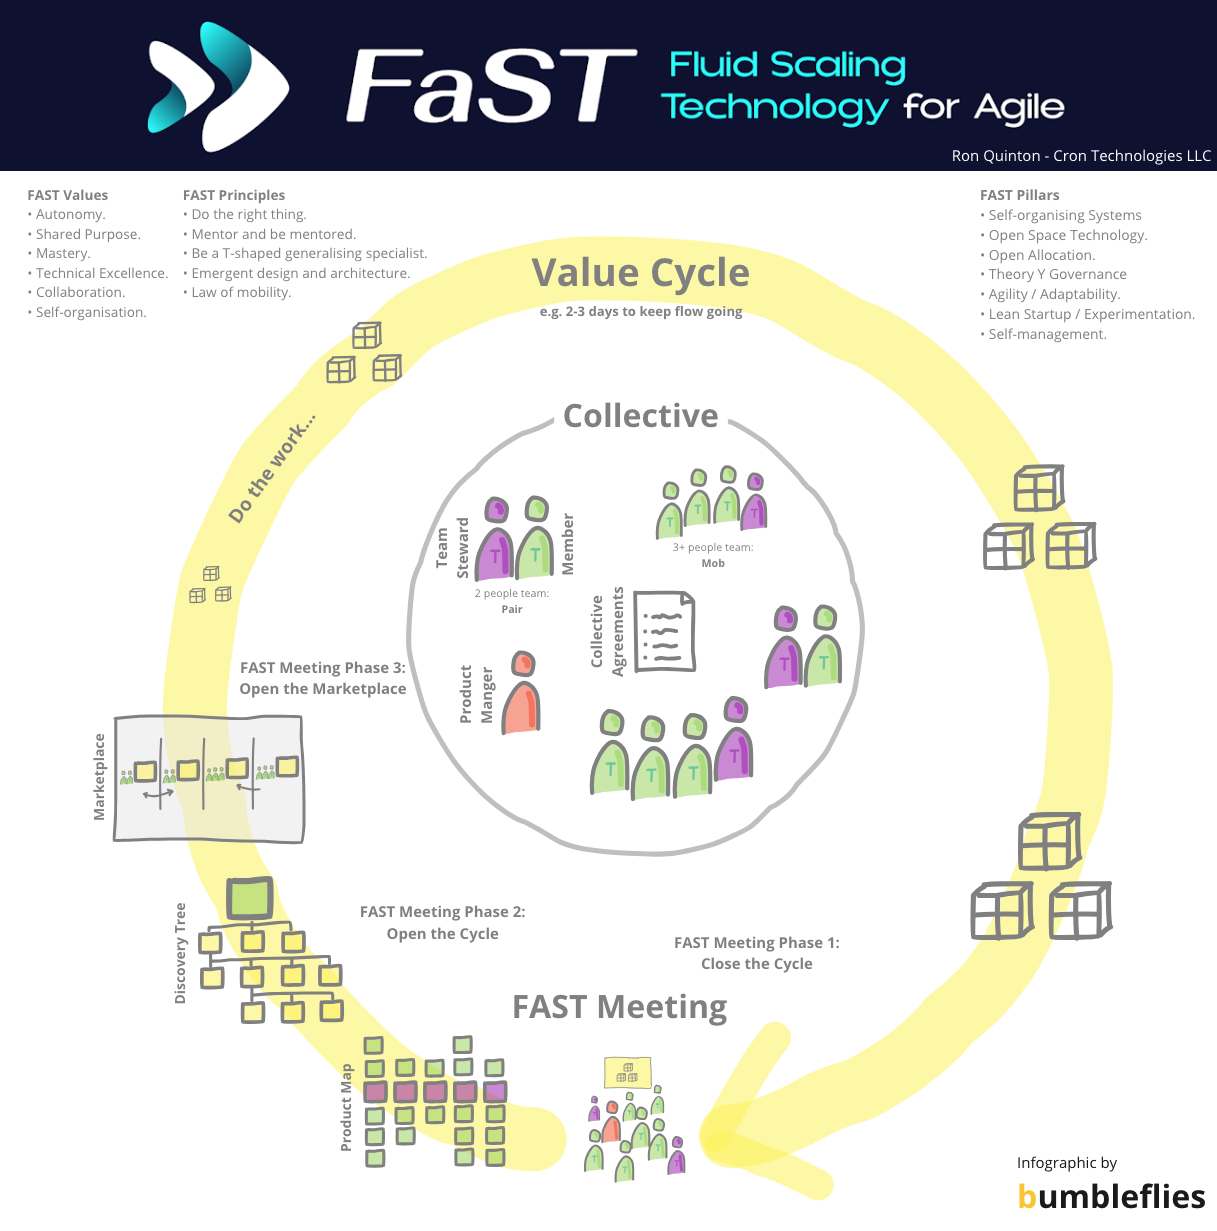 FaST
Fluid Scaling
Technology for Agile
Ron Quinton - Cron Technologies LLC
FAST Values
• Autonomy.
• Shared Purpose.
• Mastery.
• Technical Excellence.
• Collaboration.
• Self-organisation.
FAST Principles
• Do the right thing.
• Mentor and be mentored.
• Be a T-shaped generalising specialist.
• Emergent design and architecture.
• Law of mobility.
FAST Pillars
• Self-organising Systems
• Open Space Technology.
• Open Allocation.
• Theory Y Governance
• Agility / Adaptability.
• Lean Startup / Experimentation.
• Self-management.
Value Cycle
e.g. 2-3 days to keep flow going
Do the work...
Collective
Team
Steward
T
T
Member
2 people team:
Pair
T
T
T
T
3+ people team:
Mob
Collective
Agreements
T
T
Product
Manger
T
T
T
T
FAST Meeting Phase 3:
Open the Marketplace
Marketplace
Discovery Tree
FAST Meeting Phase 2:
Open the Cycle
FAST Meeting Phase 1:
Close the Cycle
FAST Meeting
Product Map
Infographic by
bumbleflies